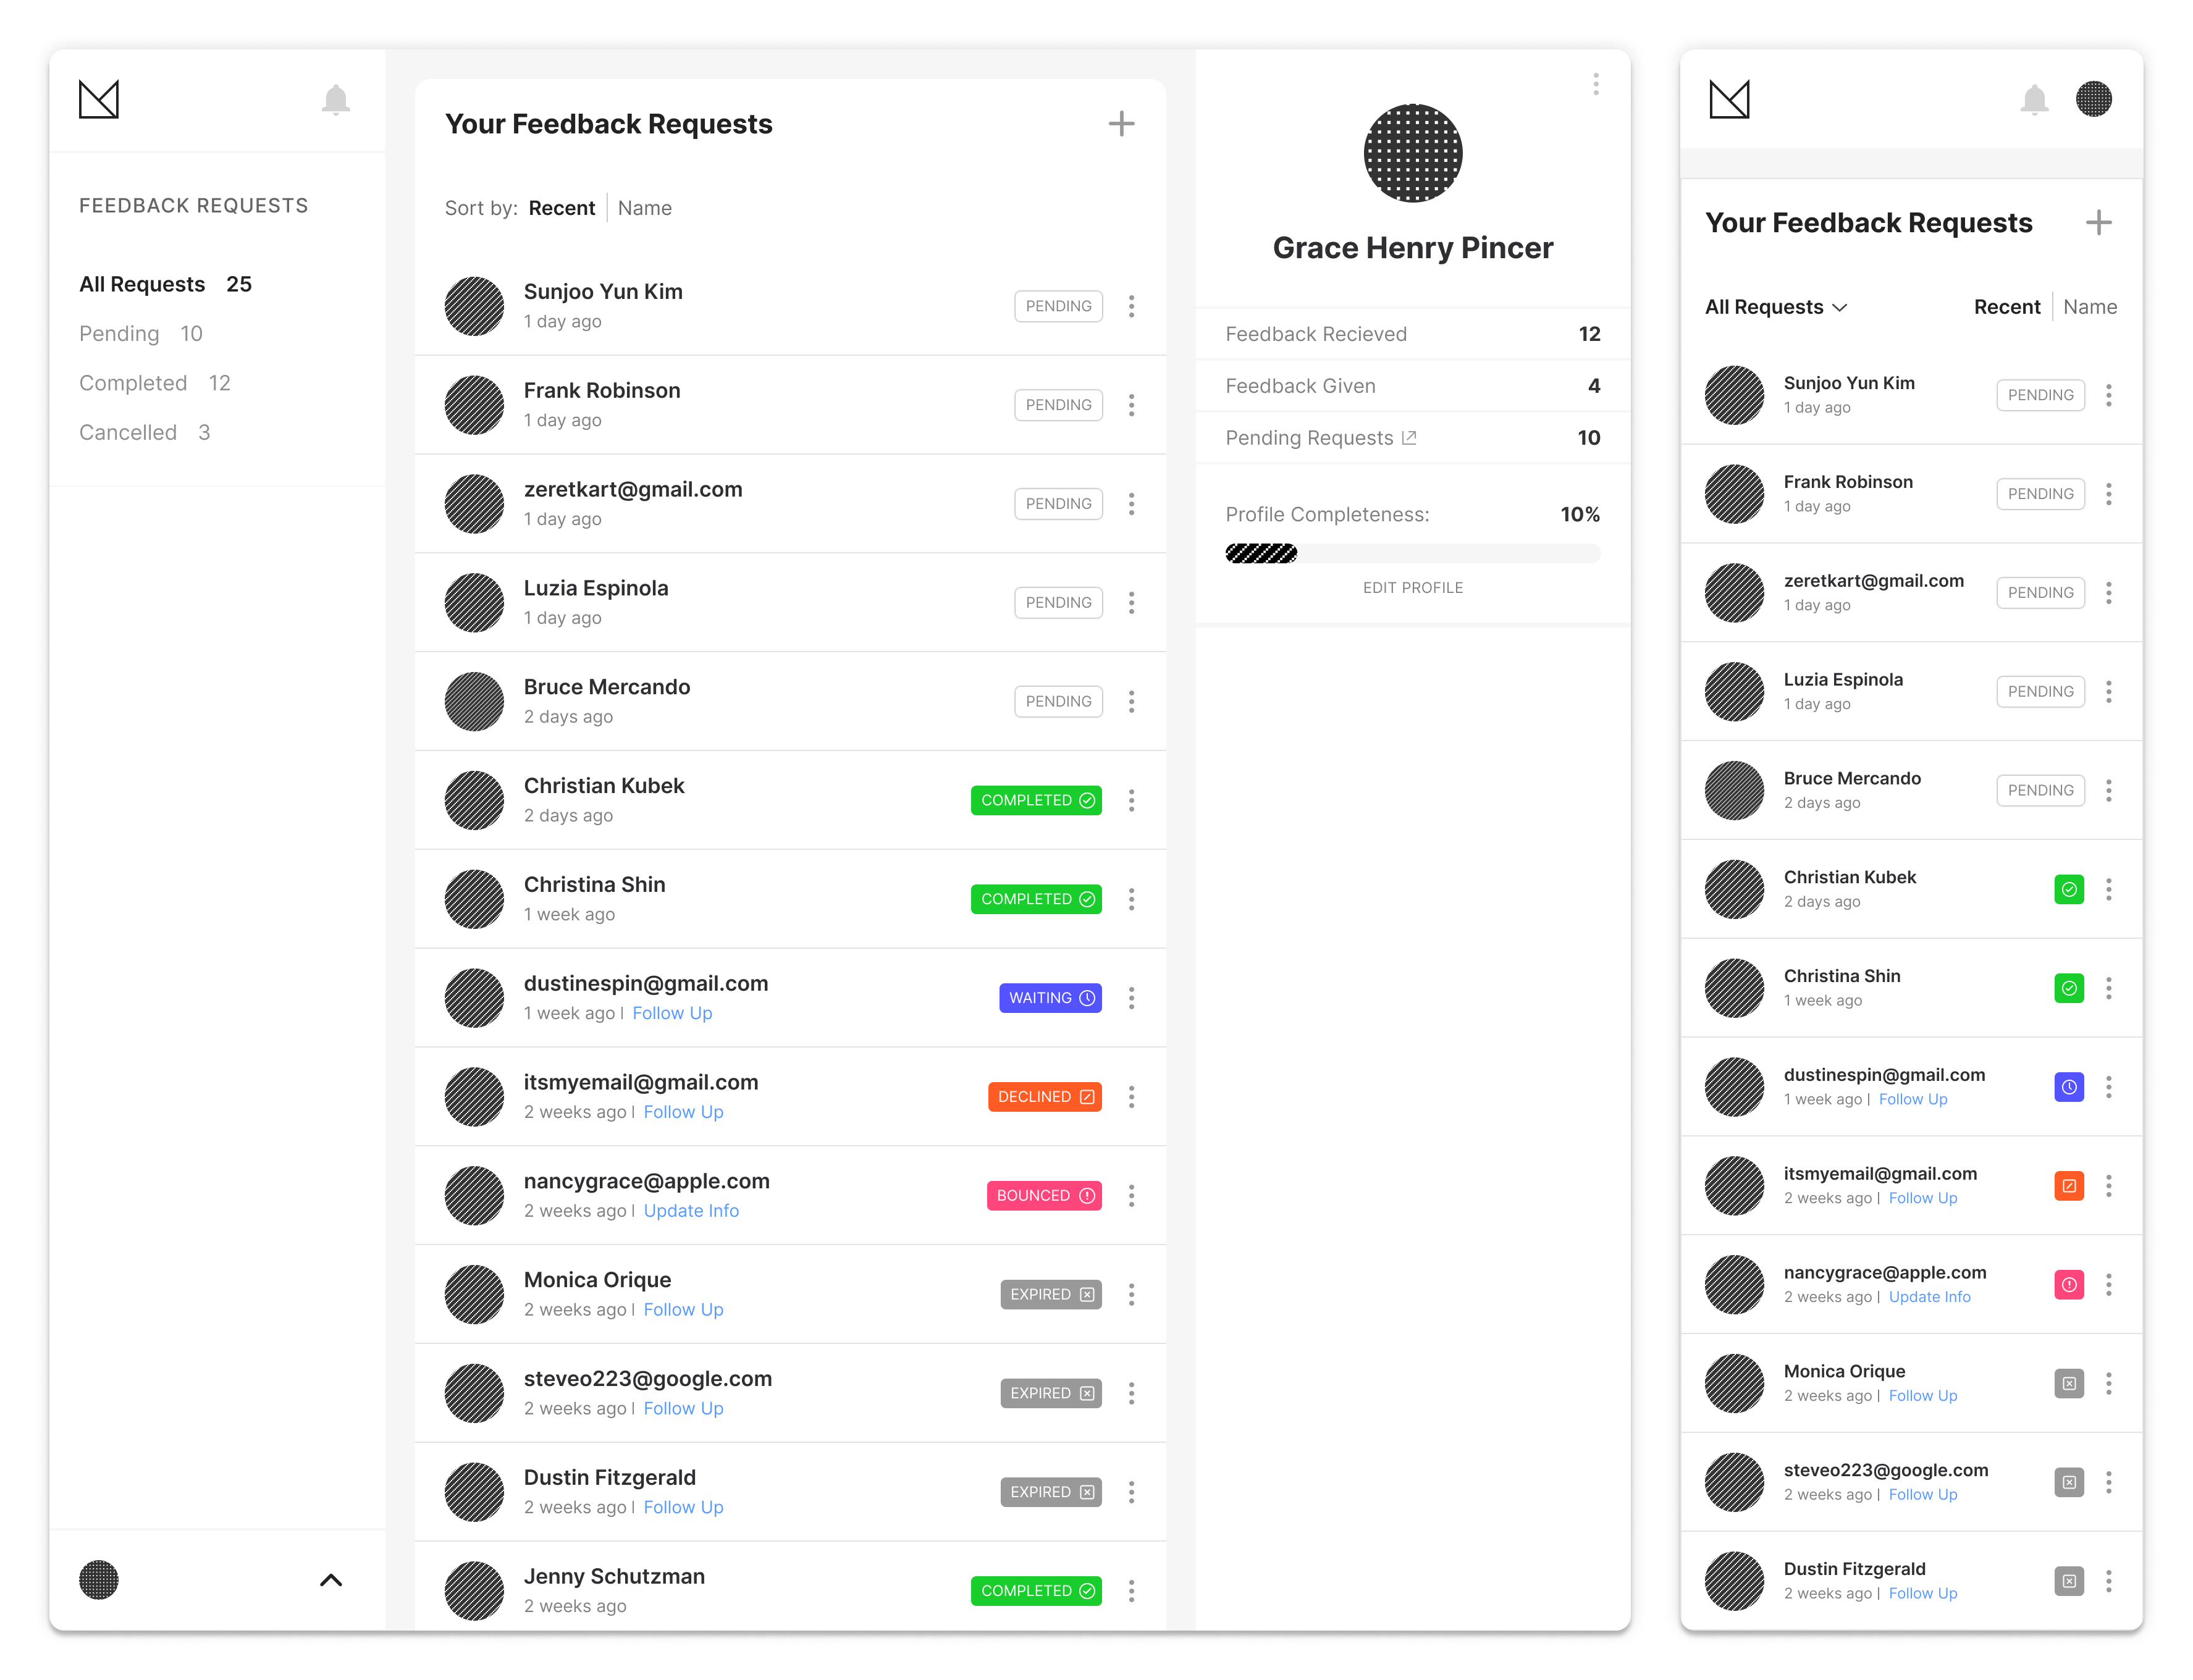 FEEDBACK REQUESTS
All Requests 25
Pending 10
Completed 12
Cancelled 3
Your Feedback Requests
Sort by: Recent | Name
Sunjoo Yun Kim
1 day ago
PENDING
Frank Robinson
1 day ago
PENDING
zeretkart@gmail.com
1 day ago
PENDING
Luzia Espinola
1 day ago
PENDING
Bruce Mercando
2 days ago
PENDING
Christian Kubek
2 days ago
COMPLETED
Christina Shin
1 week ago
COMPLETED
dustinespin@gmail.com
1 week ago | Follow Up
WAITING
itsmyemail@gmail.com
2 weeks ago | Follow Up
DECLINED
nancygrace@apple.com
2 weeks ago | Update Info
BOUNCED
Monica Orique
2 weeks ago | Follow Up
EXPIRED
steveo223@google.com
2 weeks ago | Follow Up
EXPIRED
Dustin Fitzgerald
2 weeks ago | Follow Up
EXPIRED
Jenny Schutzman
2 weeks ago
COMPLETED
Grace Henry Pincer
Feedback Recieved 12
Feedback Given 4
Pending Requests 10
Profile Completeness: 10%
EDIT PROFILE
Your Feedback Requests
All Requests Recent | Name
Sunjoo Yun Kim
1 day ago
PENDING
Frank Robinson
1 day ago
PENDING
zeretkart@gmail.com
1 day ago
PENDING
Luzia Espinola
1 day ago
PENDING
Bruce Mercando
2 days ago
PENDING
Christian Kubek
2 days ago
Christina Shin
1 week ago
dustinespin@gmail.com
1 week ago | Follow Up
itsmyemail@gmail.com
2 weeks ago | Follow Up
nancygrace@apple.com
2 weeks ago | Update Info
Monica Orique
2 weeks ago | Follow Up
steveo223@google.com
2 weeks ago | Follow Up
Dustin Fitzgerald
2 weeks ago | Follow Up